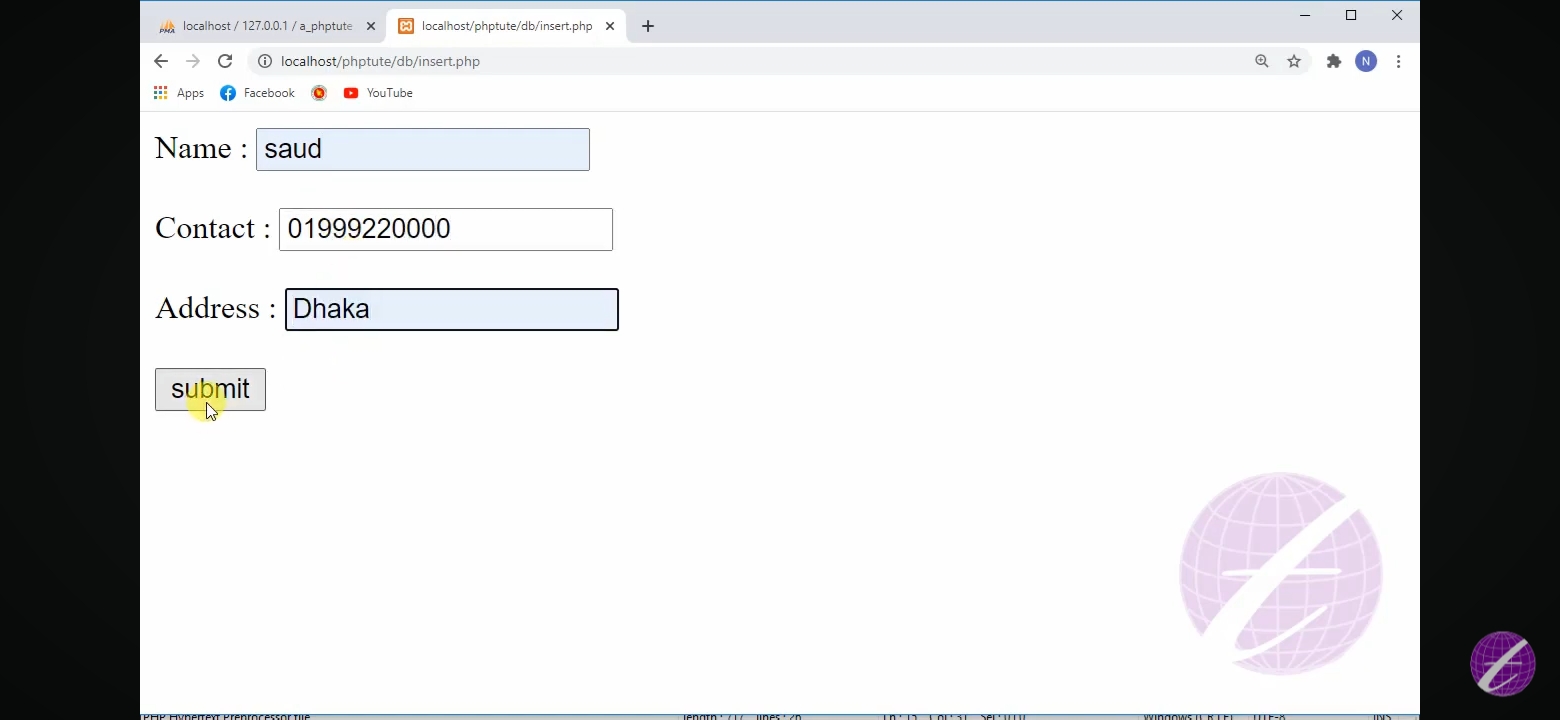 localhost / 127.0.0.1 / a_phptute
localhost/phptute/db/insert.php
localhost/phptute/db/insert.php
N
Apps Facebook YouTube
Name : saud
Contact : 01999220000
Address : Dhaka
submit
PHP Hypertext Preprocessor file